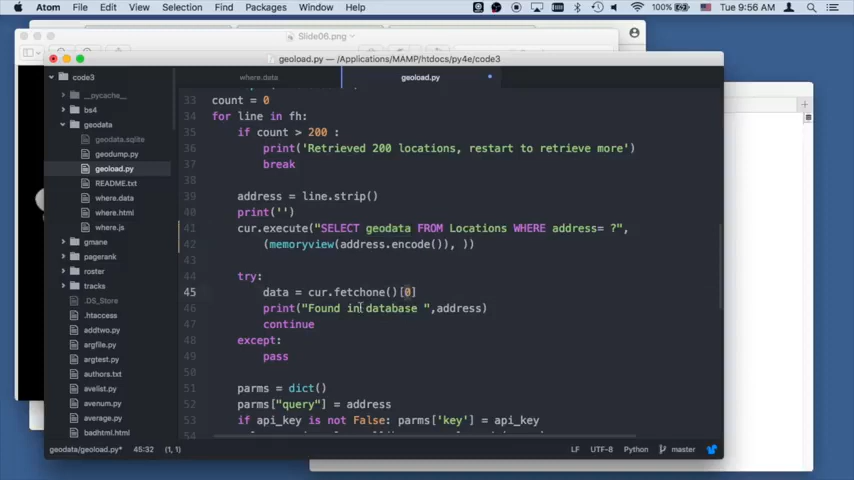 Atom File Edit View Selection Find Packages Window Help 100% Tue 9:56 AM
Slide06.png
geoload.py — /Applications/MAMP/htdocs/py4e/code3
code3
where.data
geoload.py
__pycache__
bs4
geodata
geodata.sqlite
geodump.py
geoload.py
README.txt
where.data
where.html
where.js
gmane
pagerank
roster
tracks
.DS_Store
.htaccess
addtwo.py
argfile.py
argtest.py
authors.txt
avelist.py
avenum.py
average.py
badhtml.html
33 count = 0
34 for line in fh:
35 if count > 200 :
36 print('Retrieved 200 locations, restart to retrieve more')
37 break
38
39 address = line.strip()
40 print('')
41 cur.execute("SELECT geodata FROM Locations WHERE address= ?",
42 (memoryview(address.encode()), ))
43
44 try:
45 data = cur.fetchone()[0]
46 print("Found in database ",address)
47 continue
48 except:
49 pass
50
51 parms = dict()
52 parms["query"] = address
53 if api_key is not False: parms['key'] = api_key
54
geodata/geoload.py* 45:32 (1, 1) LF UTF-8 Python master